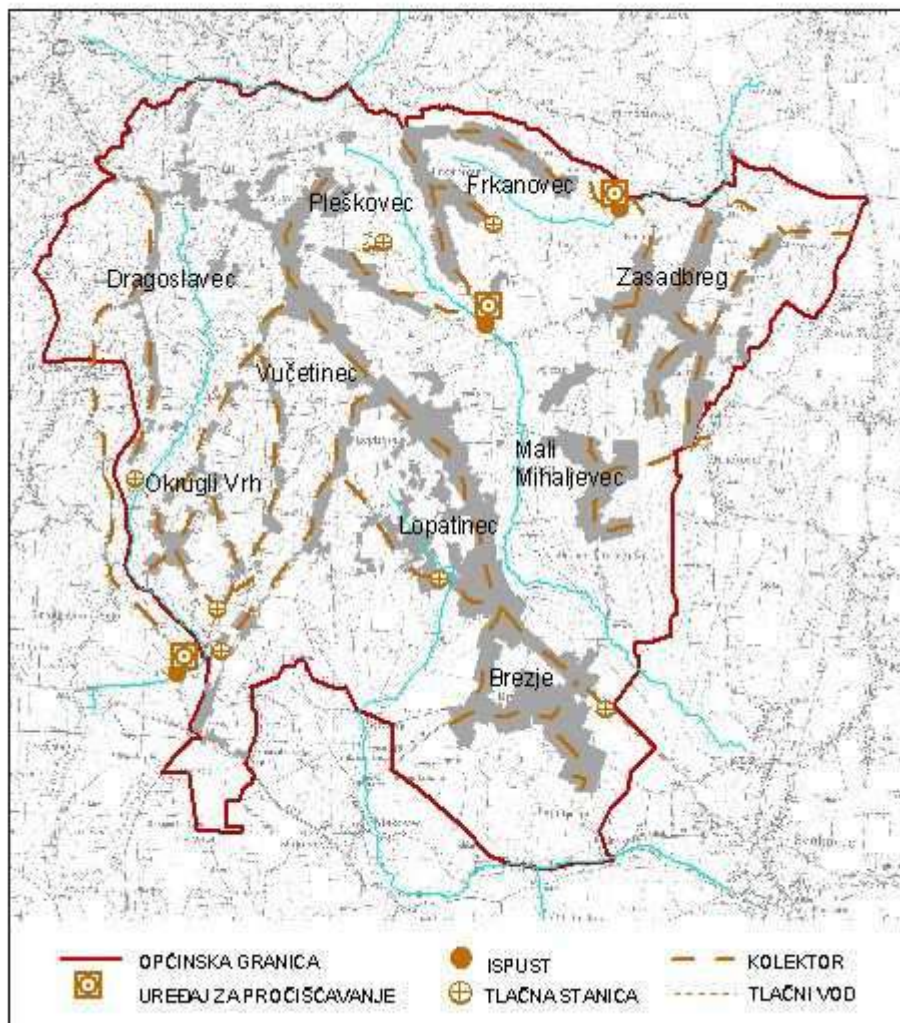 Frkanovec
Pleškovec
Dragoslavec
Zasadbreg
Vučetinec
Mali
Mihaljevec
Okrugli Vrh
Lopatinec
Brezje
OPĆINSKA GRANICA
ISPUST
KOLEKTOR
UREĐAJ ZA PROČIŠĆAVANJE
TLAČNA STANICA
TLAČNI VOD